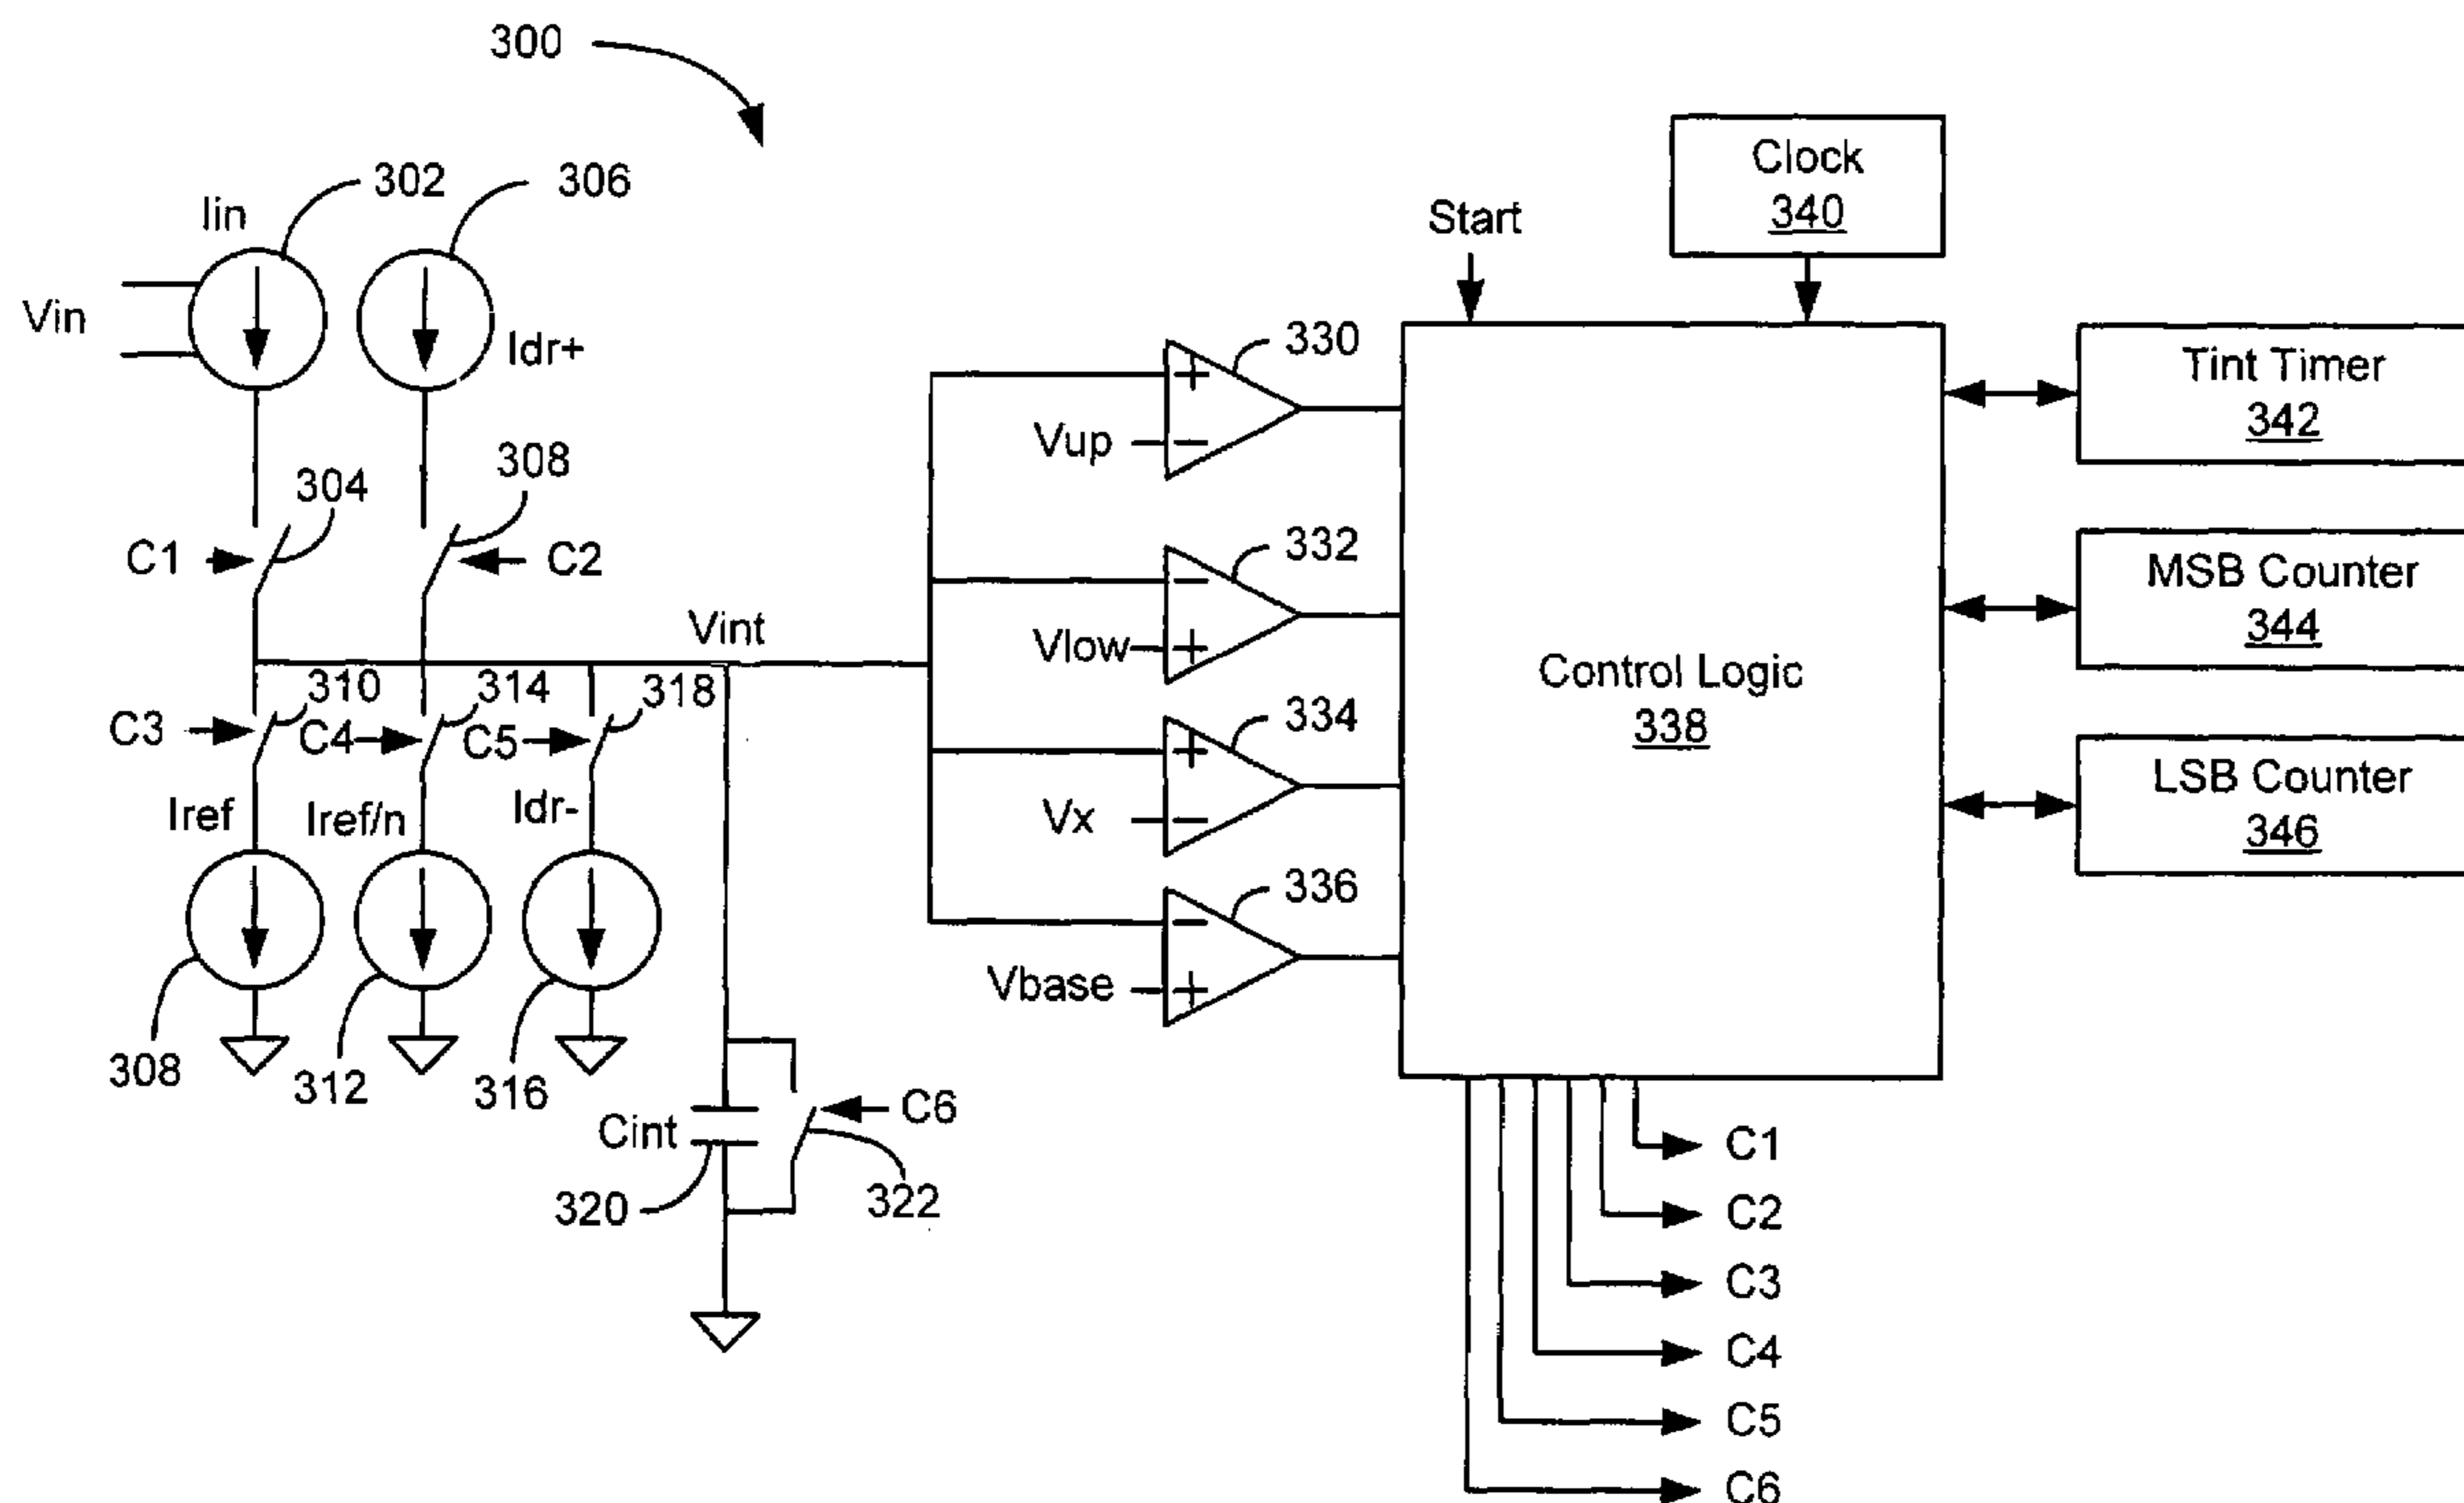 300
302
306
Iin
Vin
Idr+
304
308
C1
C2
Vint
310
314
318
C3
C4
C5
Iref
Iref/n
Idr-
308
312
316
Cint
C6
320
322
Start
Clock
340
330
+
Vup
−
332
−
Vlow
+
334
+
Vx
−
336
−
Vbase
+
Control Logic
338
Tint Timer
342
MSB Counter
344
LSB Counter
346
C1
C2
C3
C4
C5
C6